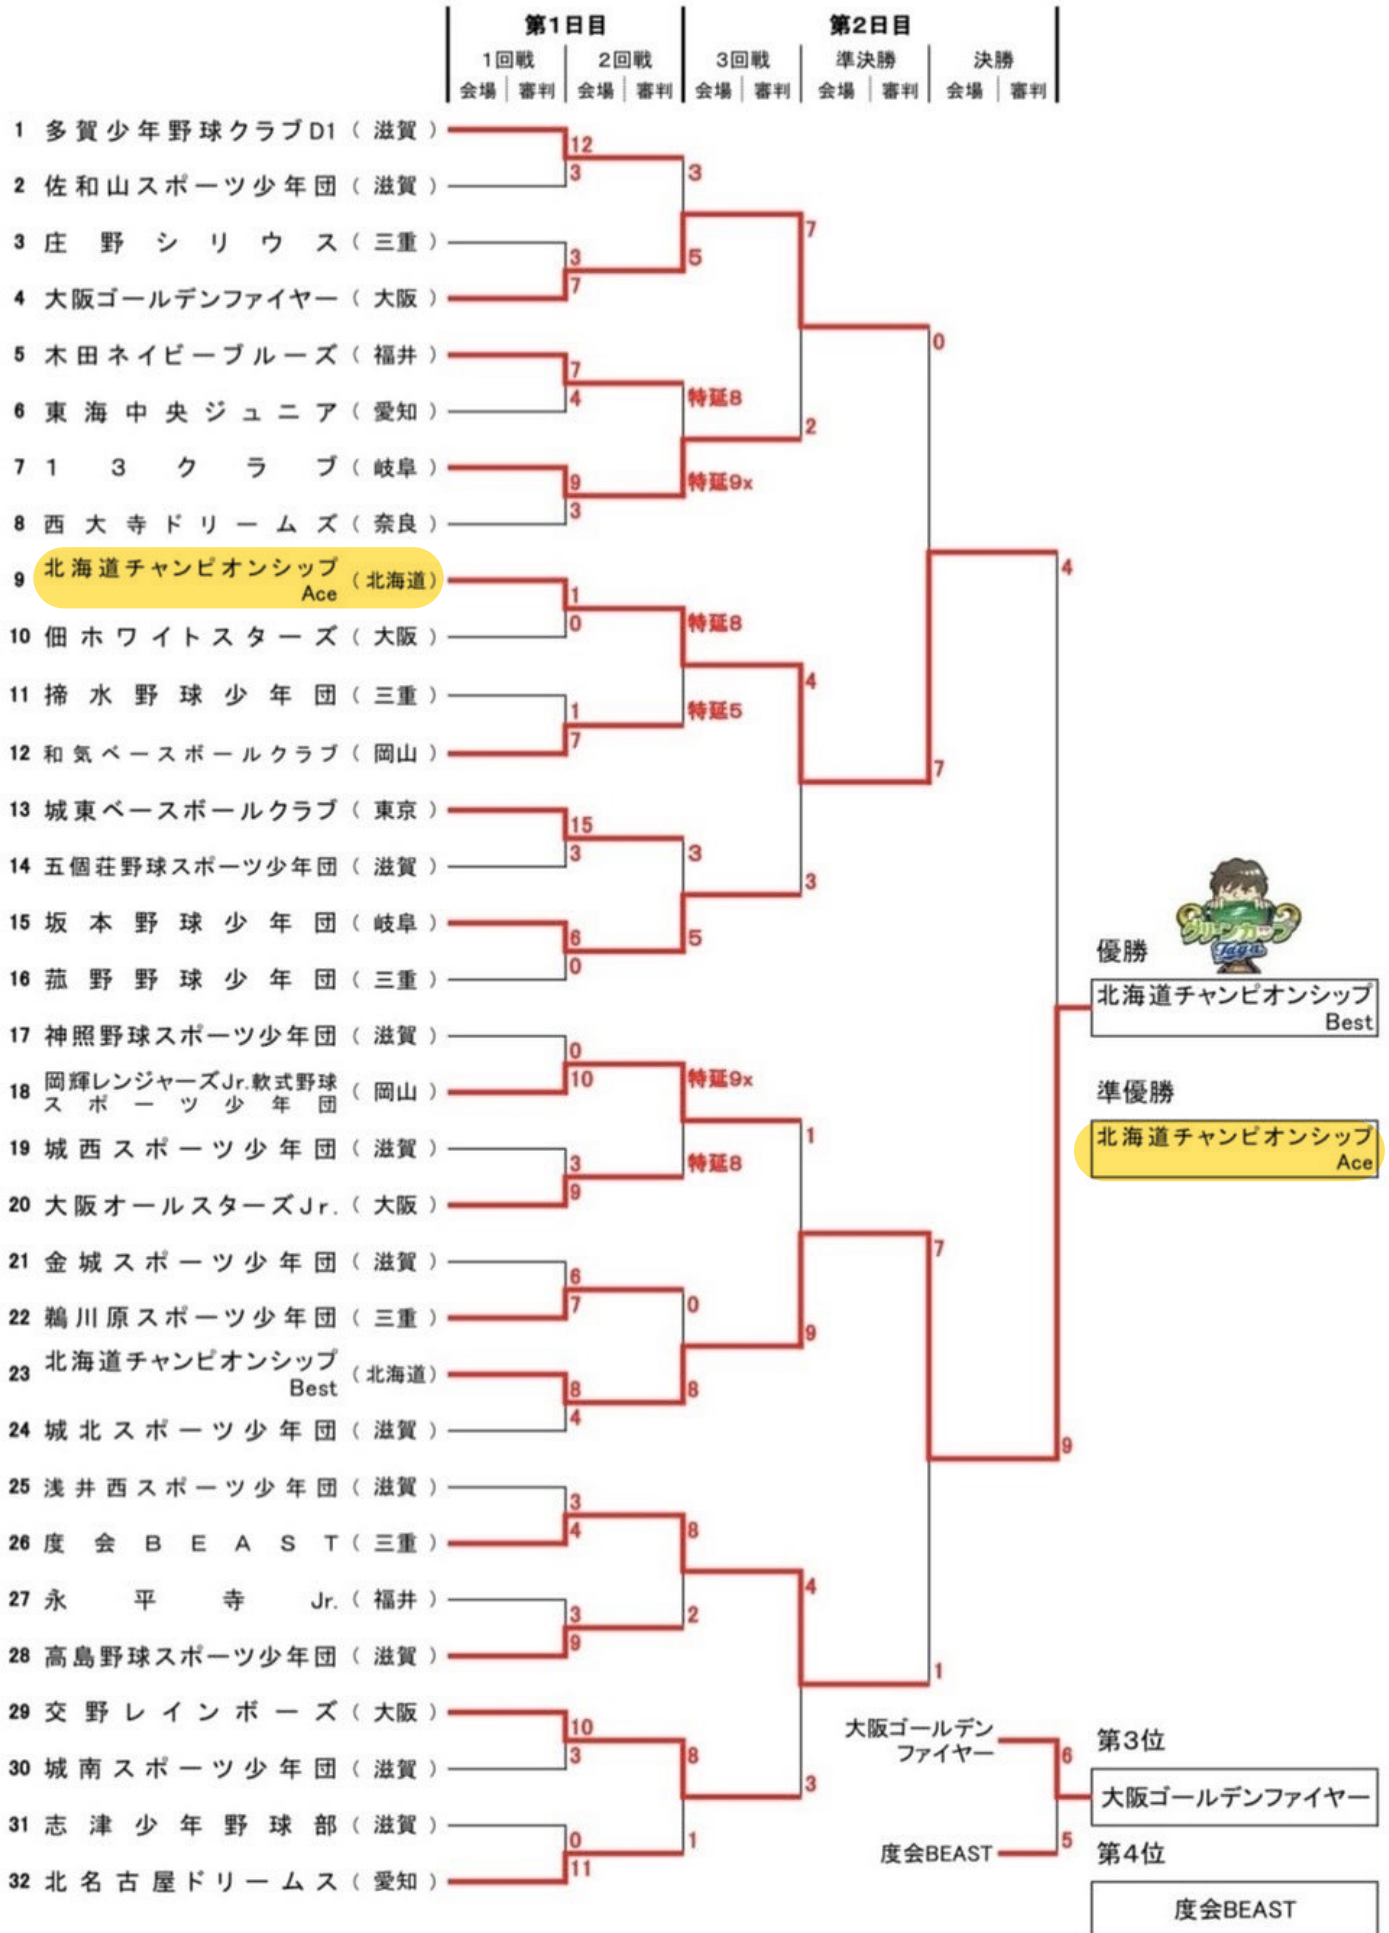 第1日目
第2日目
1回戦
2回戦
3回戦
準決勝
決勝
会場 審判 会場 審判 会場 審判 会場 審判 会場 審判
1 多賀少年野球クラブD1（滋賀）
12
3
2 佐和山スポーツ少年団（滋賀）
3
3 庄野シリウス（三重）
7
3
5
4 大阪ゴールデンファイヤー（大阪）
7
0
5 木田ネイビーブルーズ（福井）
7
6 東海中央ジュニア（愛知）
4
特延8
2
7 13クラブ（岐阜）
9
特延9x
8 西大寺ドリームズ（奈良）
3
9 北海道チャンピオンシップ
Ace（北海道）
4
1
10 佃ホワイトスターズ（大阪）
0
特延8
11 揥水野球少年団（三重）
4
1
特延5
12 和気ベースボールクラブ（岡山）
7
7
13 城東ベースボールクラブ（東京）
15
14 五個荘野球スポーツ少年団（滋賀）
3
3
3
15 坂本野球少年団（岐阜）
6
5
16 菰野野球少年団（三重）
0
グリーンカップ
Taga
優勝
北海道チャンピオンシップ
Best
17 神照野球スポーツ少年団（滋賀）
0
18 岡輝レンジャーズJr.軟式野球
スポーツ少年団（岡山）
10
特延9x
準優勝
北海道チャンピオンシップ
Ace
1
19 城西スポーツ少年団（滋賀）
3
特延8
20 大阪オールスターズJr.（大阪）
9
7
21 金城スポーツ少年団（滋賀）
6
22 鵜川原スポーツ少年団（三重）
7
0
9
23 北海道チャンピオンシップ
Best（北海道）
8
8
24 城北スポーツ少年団（滋賀）
4
9
25 浅井西スポーツ少年団（滋賀）
3
26 度会BEAST（三重）
4
8
27 永平寺Jr.（福井）
4
3
2
28 高島野球スポーツ少年団（滋賀）
9
1
29 交野レインボーズ（大阪）
10
30 城南スポーツ少年団（滋賀）
3
8
3
31 志津少年野球部（滋賀）
0
1
32 北名古屋ドリームス（愛知）
11
大阪ゴールデン
ファイヤー
6
第3位
大阪ゴールデンファイヤー
度会BEAST
5
第4位
度会BEAST